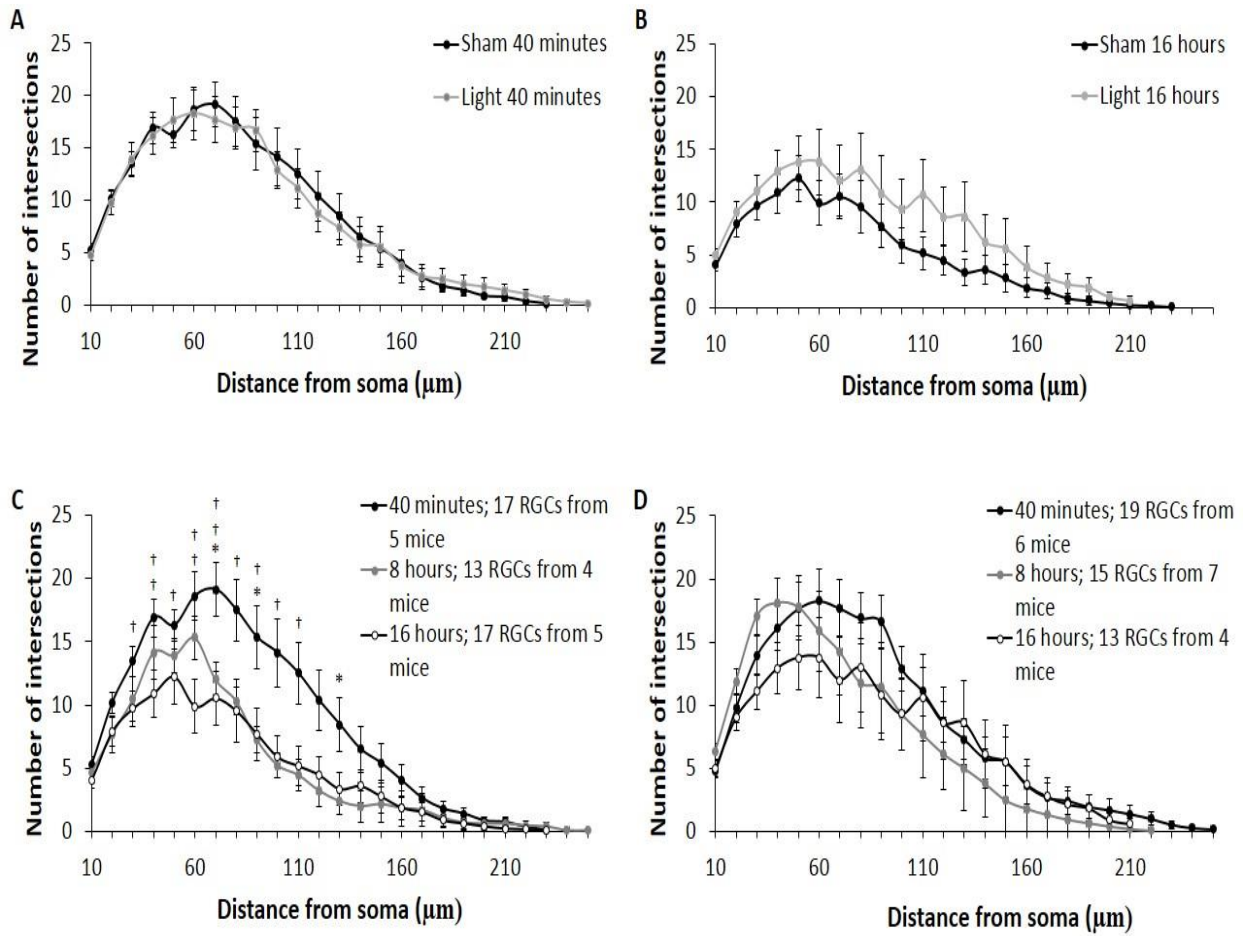 A
25
20
15
10
5
0
10
60
110
160
210
Number of intersections
Distance from soma (μm)
Sham 40 minutes
Light 40 minutes
B
25
20
15
10
5
0
10
60
110
160
210
Number of intersections
Distance from soma (μm)
Sham 16 hours
Light 16 hours
C
25
20
15
10
5
0
10
60
110
160
210
Number of intersections
Distance from soma (μm)
40 minutes; 17 RGCs from
5 mice
8 hours; 13 RGCs from 4
mice
16 hours; 17 RGCs from 5
mice
†
† † †
† † † * † †
† † * † †
*
D
25
20
15
10
5
0
10
60
110
160
210
Number of intersections
Distance from soma (μm)
40 minutes; 19 RGCs from
6 mice
8 hours; 15 RGCs from 7
mice
16 hours; 13 RGCs from 4
mice